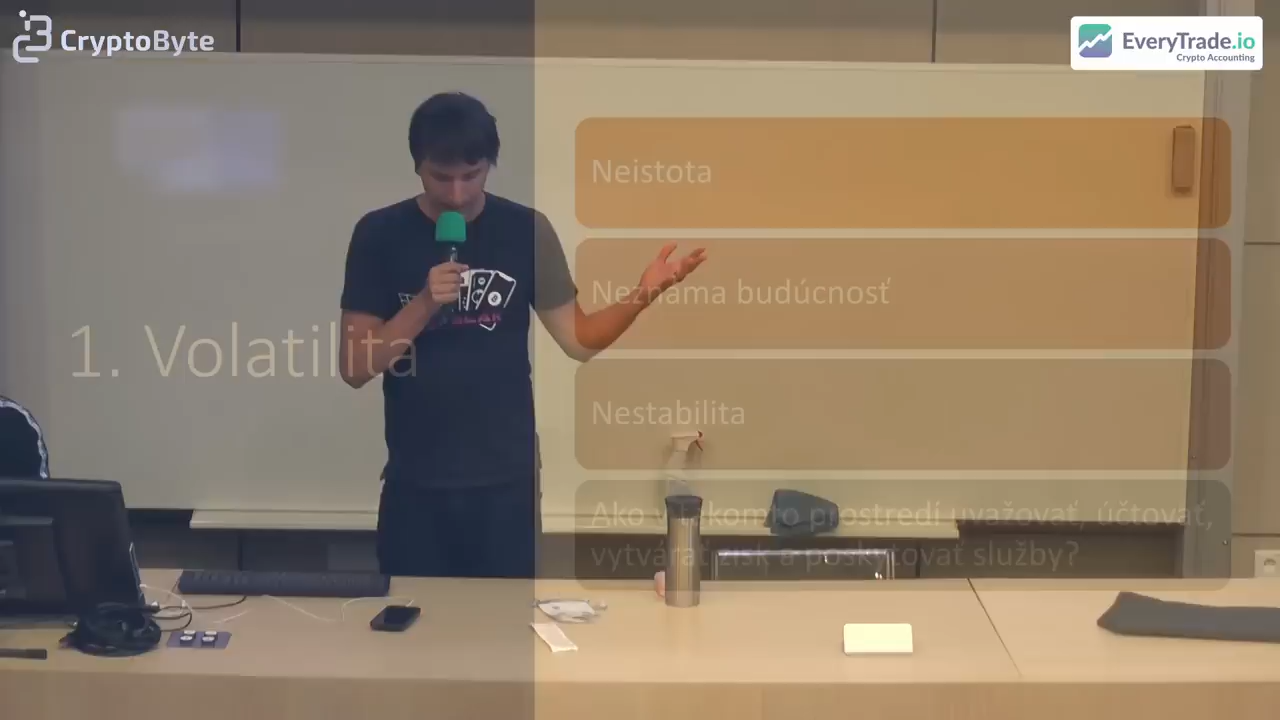 CryptoByte
EveryTrade.io
Crypto Accounting
Neistota
Neznáma budúcnosť
1. Volatilita
Nestabilita
Ako v prostredí uvažovať, účtovať,
vytvárať zisk a poskytovať služby?